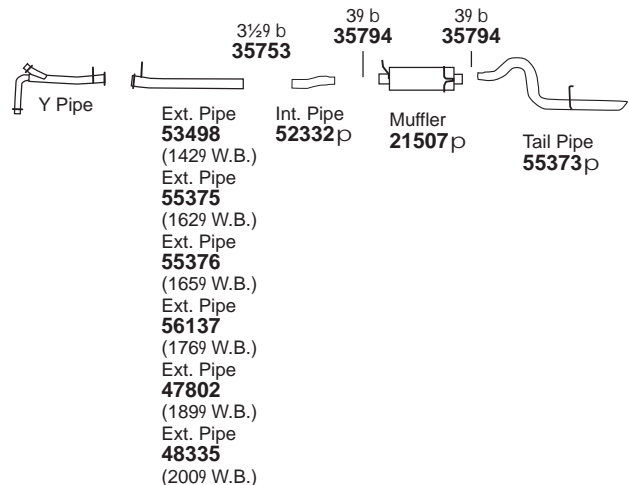 3½9 b
35753
39 b
35794
39 b
35794
Y Pipe
Ext. Pipe
53498
(1429 W.B.)
Ext. Pipe
55375
(1629 W.B.)
Ext. Pipe
55376
(1659 W.B.)
Ext. Pipe
56137
(1769 W.B.)
Ext. Pipe
47802
(1899 W.B.)
Ext. Pipe
48335
(2009 W.B.)
Int. Pipe
52332p
Muffler
21507p
Tail Pipe
55373p